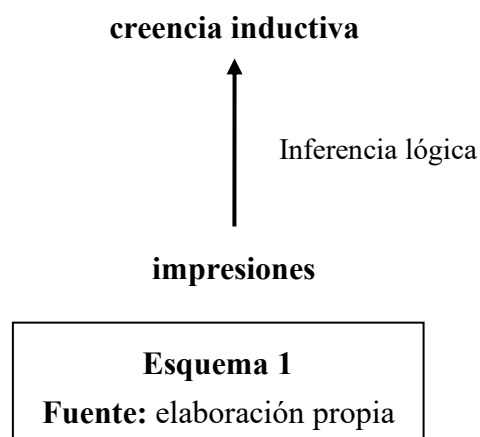 creencia inductiva
Inferencia lógica
impresiones
Esquema 1
Fuente: elaboración propia